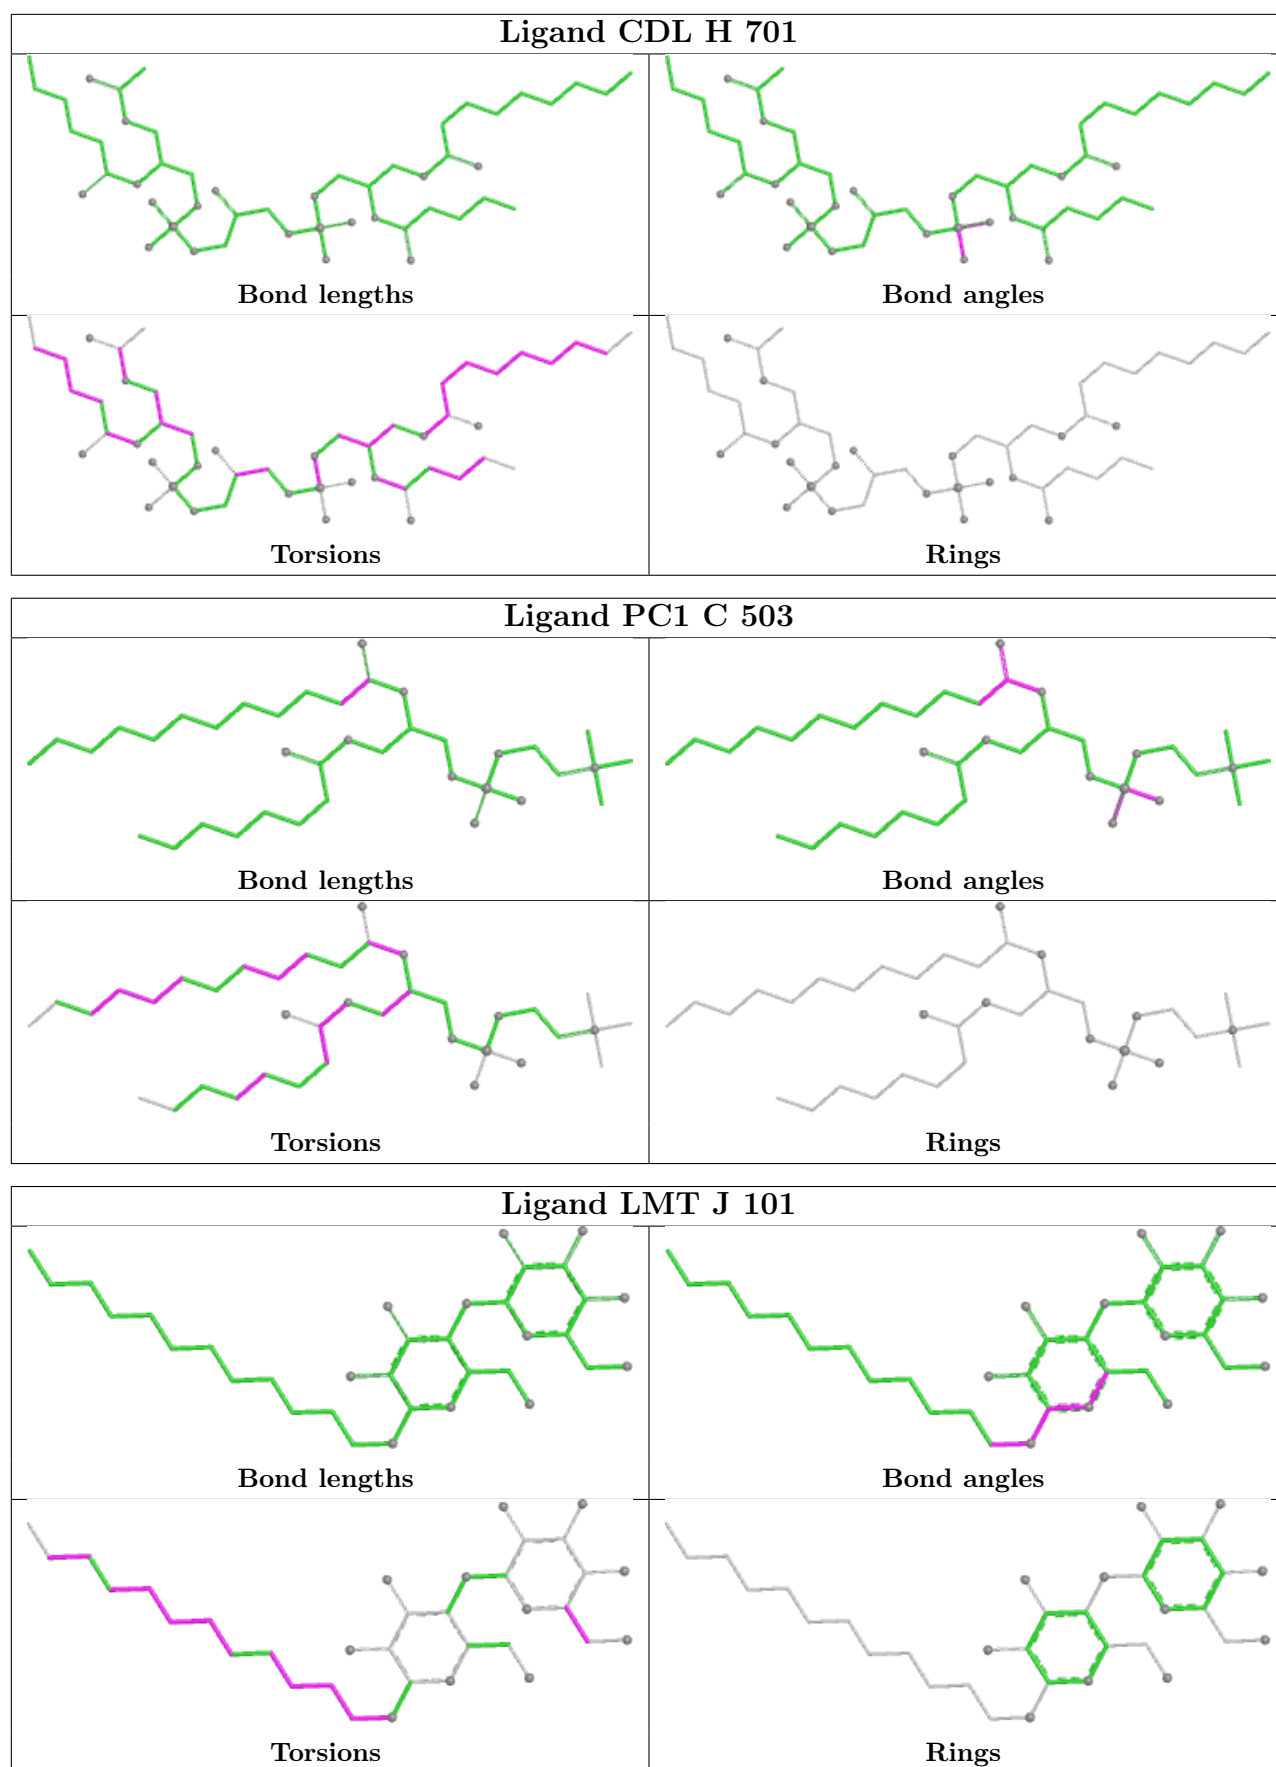 Ligand CDL H 701
Bond lengths
Bond angles
Torsions
Rings
Ligand PC1 C 503
Bond lengths
Bond angles
Torsions
Rings
Ligand LMT J 101
Bond lengths
Bond angles
Torsions
Rings